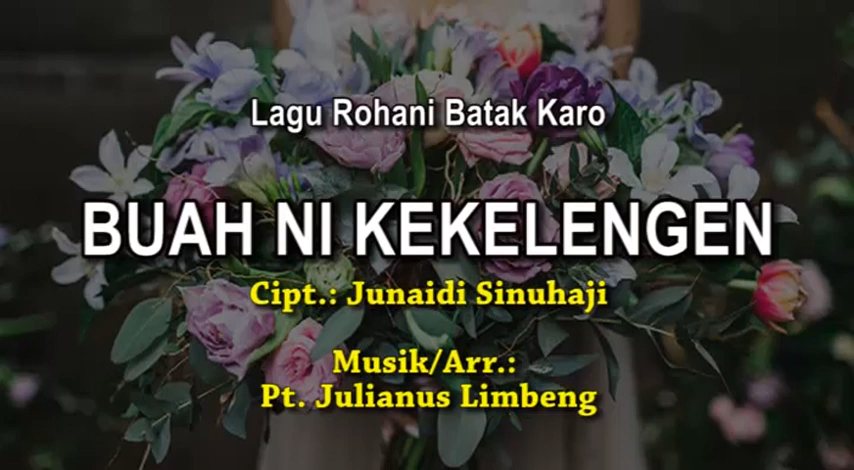 Lagu Rohani Batak Karo
BUAH NI KEKELENGEN
Cipt.: Junaidi Sinuhaji
Musik/Arr.:
Pt. Julianus Limbeng